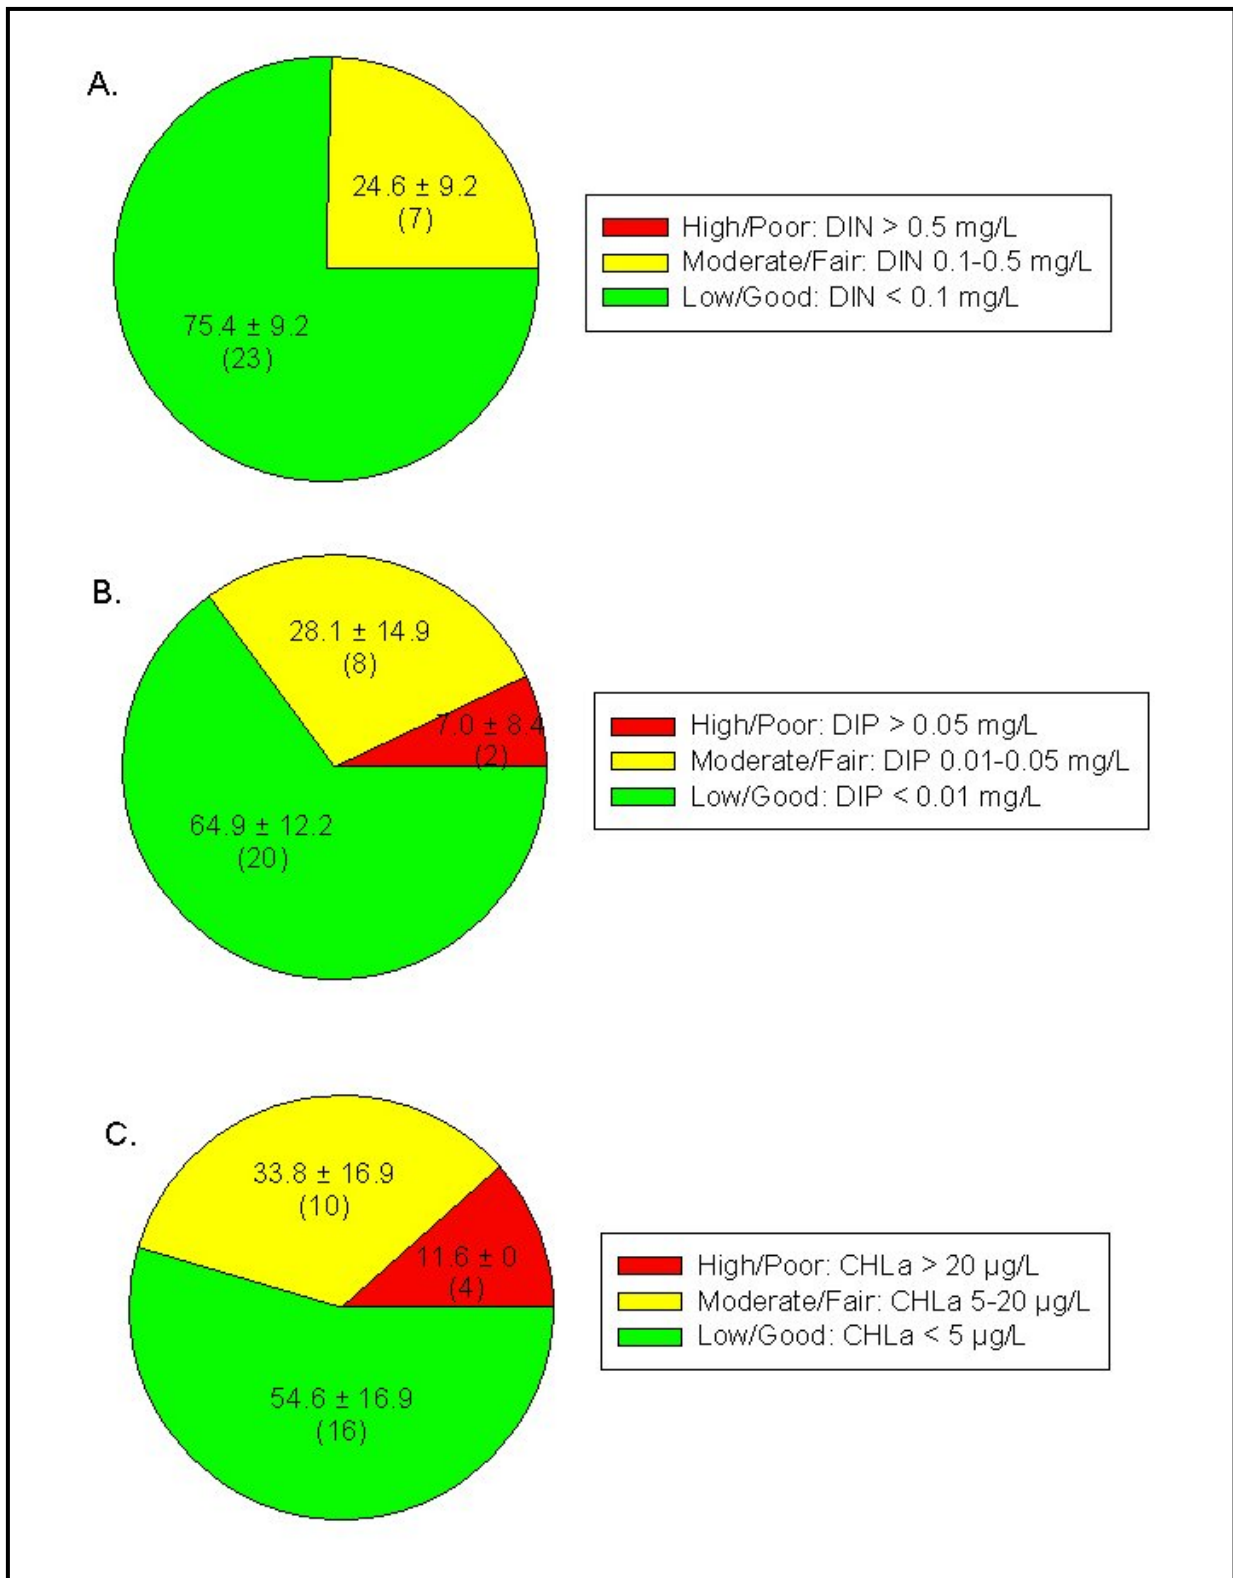 A.
24.6 ± 9.2
(7)
75.4 ± 9.2
(23)
High/Poor: DIN > 0.5 mg/L
Moderate/Fair: DIN 0.1-0.5 mg/L
Low/Good: DIN < 0.1 mg/L
B.
28.1 ± 14.9
(8)
7.0 ± 8.4
(2)
64.9 ± 12.2
(20)
High/Poor: DIP > 0.05 mg/L
Moderate/Fair: DIP 0.01-0.05 mg/L
Low/Good: DIP < 0.01 mg/L
C.
33.8 ± 16.9
(10)
11.6 ± 0
(4)
54.6 ± 16.9
(16)
High/Poor: CHLa > 20 µg/L
Moderate/Fair: CHLa 5-20 µg/L
Low/Good: CHLa < 5 µg/L